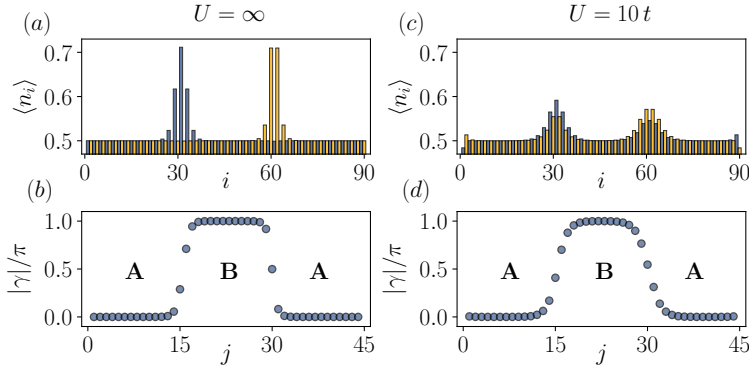 (a) U = ∞ (c) U = 10 t
⟨n_i⟩ 0.7 0.6 0.5 ⟨n_i⟩ 0.7 0.6 0.5
0 30 60 90 0 30 60 90
i i
(b) (d)
|γ|/π 1.0 0.5 0.0 |γ|/π 1.0 0.5 0.0
A B A A B A
0 15 30 45 0 15 30 45
j j